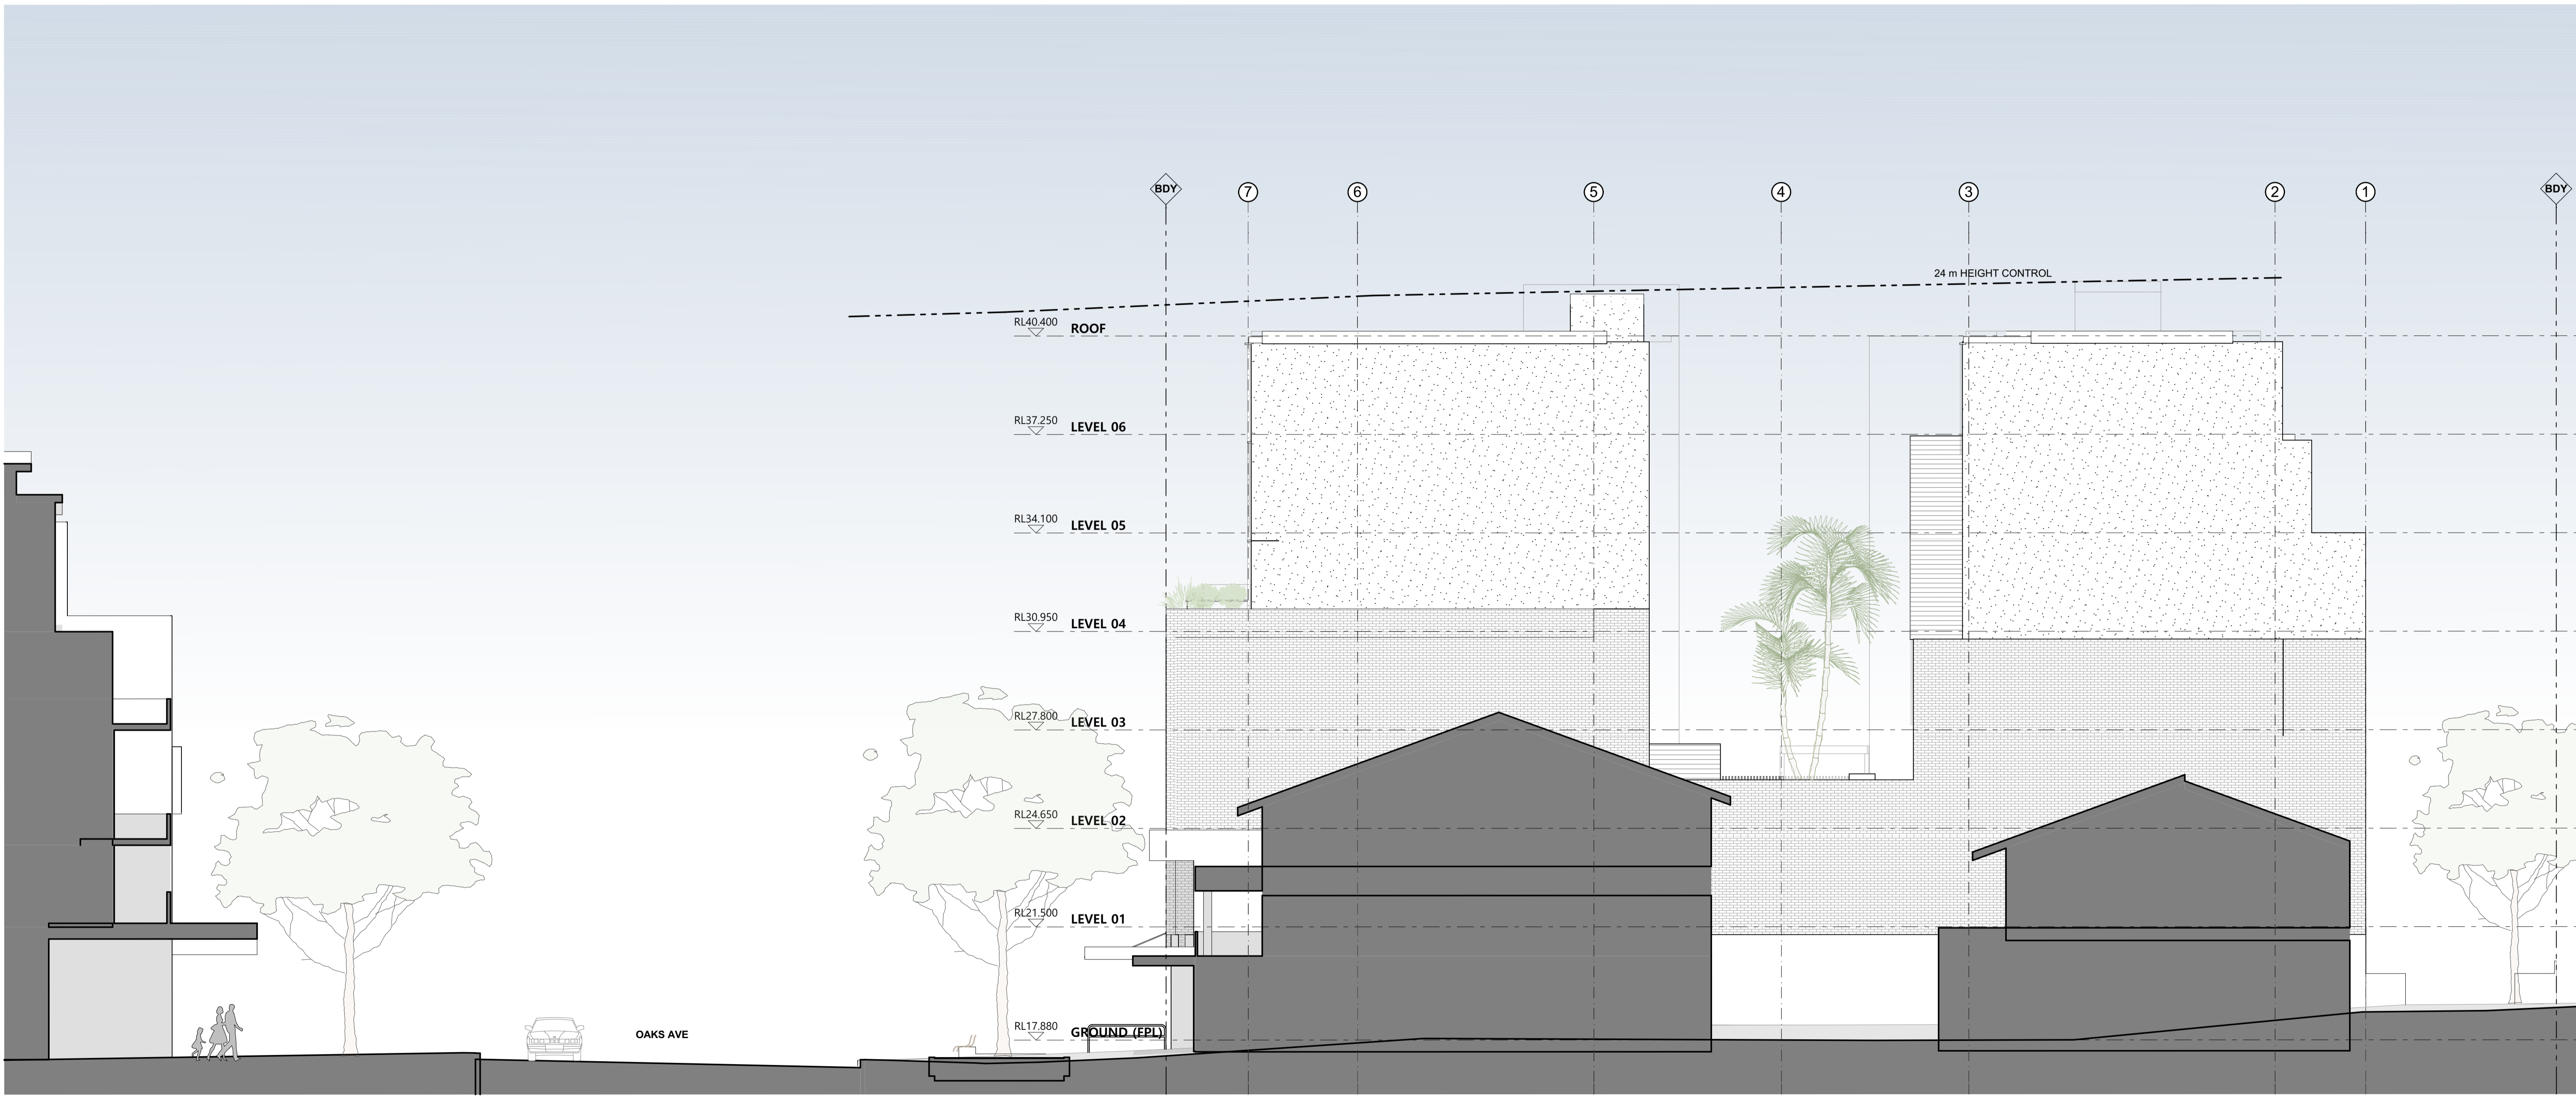 BDY
7
6
5
4
3
2
1
BDY
24 m HEIGHT CONTROL
RL40.400 ROOF
RL37.250 LEVEL 06
RL34.100 LEVEL 05
RL30.950 LEVEL 04
RL27.800 LEVEL 03
RL24.650 LEVEL 02
RL21.500 LEVEL 01
RL17.880 GROUND (FPL)
OAKS AVE